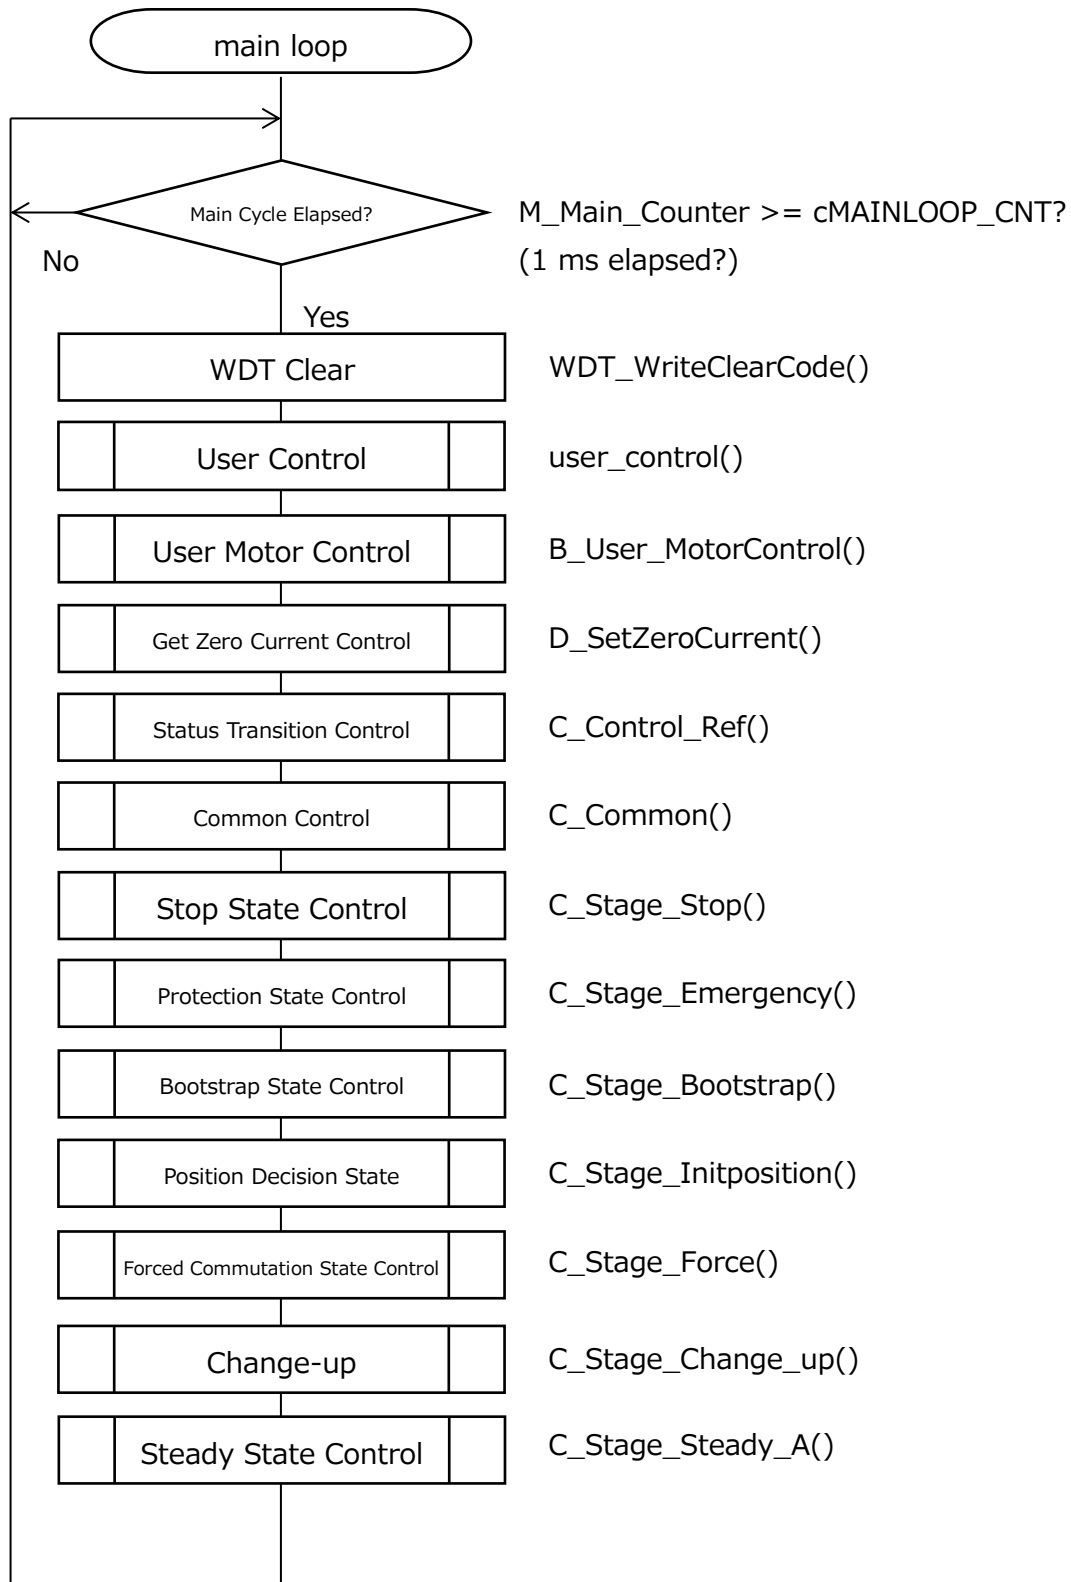 main loop
Main Cycle Elapsed?
M_Main_Counter >= cMAINLOOP_CNT?
(1 ms elapsed?)
No
Yes
WDT Clear
WDT_WriteClearCode()
User Control
user_control()
User Motor Control
B_User_MotorControl()
Get Zero Current Control
D_SetZeroCurrent()
Status Transition Control
C_Control_Ref()
Common Control
C_Common()
Stop State Control
C_Stage_Stop()
Protection State Control
C_Stage_Emergency()
Bootstrap State Control
C_Stage_Bootstrap()
Position Decision State
C_Stage_Initposition()
Forced Commutation State Control
C_Stage_Force()
Change-up
C_Stage_Change_up()
Steady State Control
C_Stage_Steady_A()